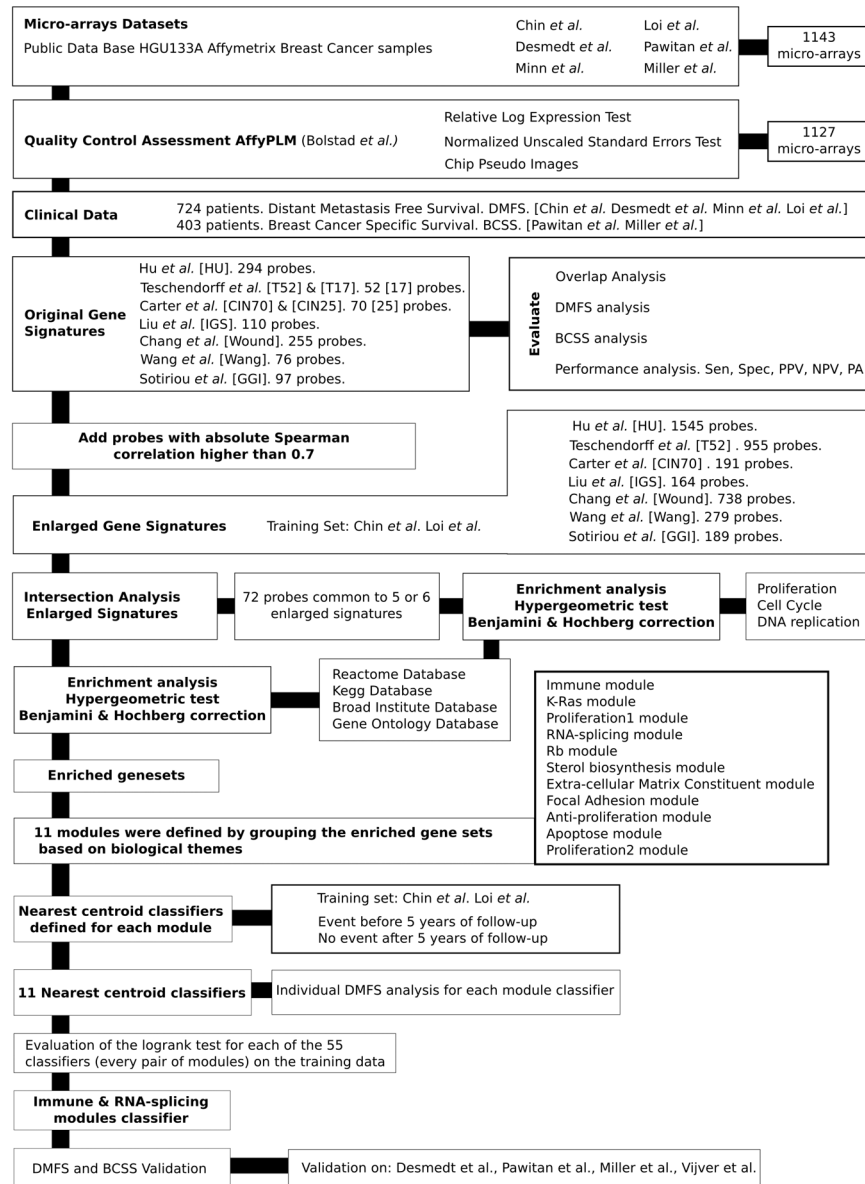 Micro-arrays Datasets
Public Data Base HGU133A Affymetrix Breast Cancer samples
Chin et al. Loi et al.
Desmedt et al. Pawitan et al.
Minn et al. Miller et al.
1143
micro-arrays
Quality Control Assessment AffyPLM (Bolstad et al.)
Relative Log Expression Test
Normalized Unscaled Standard Errors Test
Chip Pseudo Images
1127
micro-arrays
Clinical Data
724 patients. Distant Metastasis Free Survival. DMFS. [Chin et al. Desmedt et al. Minn et al. Loi et al.]
403 patients. Breast Cancer Specific Survival. BCSS. [Pawitan et al. Miller et al.]
Original Gene
Signatures
Hu et al. [HU]. 294 probes.
Teschendorff et al. [T52] & [T17]. 52 [17] probes.
Carter et al. [CIN70] & [CIN25]. 70 [25] probes.
Liu et al. [IGS]. 110 probes.
Chang et al. [Wound]. 255 probes.
Wang et al. [Wang]. 76 probes.
Sotiriou et al. [GGI]. 97 probes.
Evaluate
Overlap Analysis
DMFS analysis
BCSS analysis
Performance analysis. Sen, Spec, PPV, NPV, PA
Add probes with absolute Spearman
correlation higher than 0.7
Enlarged Gene Signatures
Training Set: Chin et al. Loi et al.
Hu et al. [HU]. 1545 probes.
Teschendorff et al. [T52] . 955 probes.
Carter et al. [CIN70] . 191 probes.
Liu et al. [IGS]. 164 probes.
Chang et al. [Wound]. 738 probes.
Wang et al. [Wang]. 279 probes.
Sotiriou et al. [GGI]. 189 probes.
Intersection Analysis
Enlarged Signatures
72 probes common to 5 or 6
enlarged signatures
Enrichment analysis
Hypergeometric test
Benjamini & Hochberg correction
Proliferation
Cell Cycle
DNA replication
Enrichment analysis
Hypergeometric test
Benjamini & Hochberg correction
Reactome Database
Kegg Database
Broad Institute Database
Gene Ontology Database
Immune module
K-Ras module
Proliferation1 module
RNA-splicing module
Rb module
Sterol biosynthesis module
Extra-cellular Matrix Constituent module
Focal Adhesion module
Anti-proliferation module
Apoptose module
Proliferation2 module
Enriched genesets
11 modules were defined by grouping the enriched gene sets
based on biological themes
Nearest centroid classifiers
defined for each module
Training set: Chin et al. Loi et al.
Event before 5 years of follow-up
No event after 5 years of follow-up
11 Nearest centroid classifiers
Individual DMFS analysis for each module classifier
Evaluation of the logrank test for each of the 55
classifiers (every pair of modules) on the training data
Immune & RNA-splicing
modules classifier
DMFS and BCSS Validation
Validation on: Desmedt et al., Pawitan et al., Miller et al., Vijver et al.